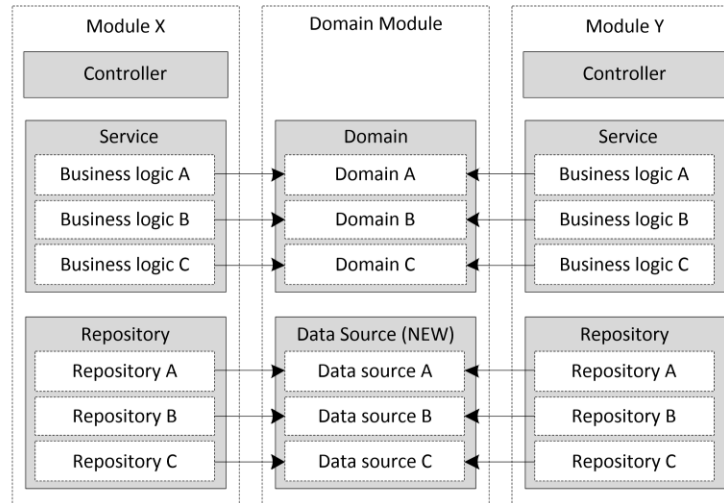 Module X
Controller
Service
Business logic A
Business logic B
Business logic C
Repository
Repository A
Repository B
Repository C
Domain Module
Domain
Domain A
Domain B
Domain C
Data Source (NEW)
Data source A
Data source B
Data source C
Module Y
Controller
Service
Business logic A
Business logic B
Business logic C
Repository
Repository A
Repository B
Repository C